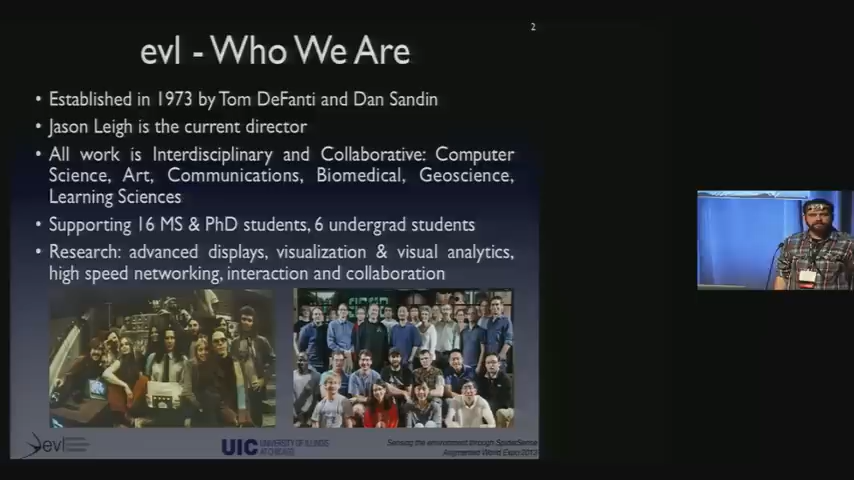 2
evl - Who We Are
• Established in 1973 by Tom DeFanti and Dan Sandin
• Jason Leigh is the current director
• All work is Interdisciplinary and Collaborative: Computer
Science, Art, Communications, Biomedical, Geoscience,
Learning Sciences
• Supporting 16 MS & PhD students, 6 undergrad students
• Research: advanced displays, visualization & visual analytics,
high speed networking, interaction and collaboration
evl
UIC UNIVERSITY OF ILLINOIS
AT CHICAGO
Sensing the environment through SpiderSense
Augmented World Expo 2013